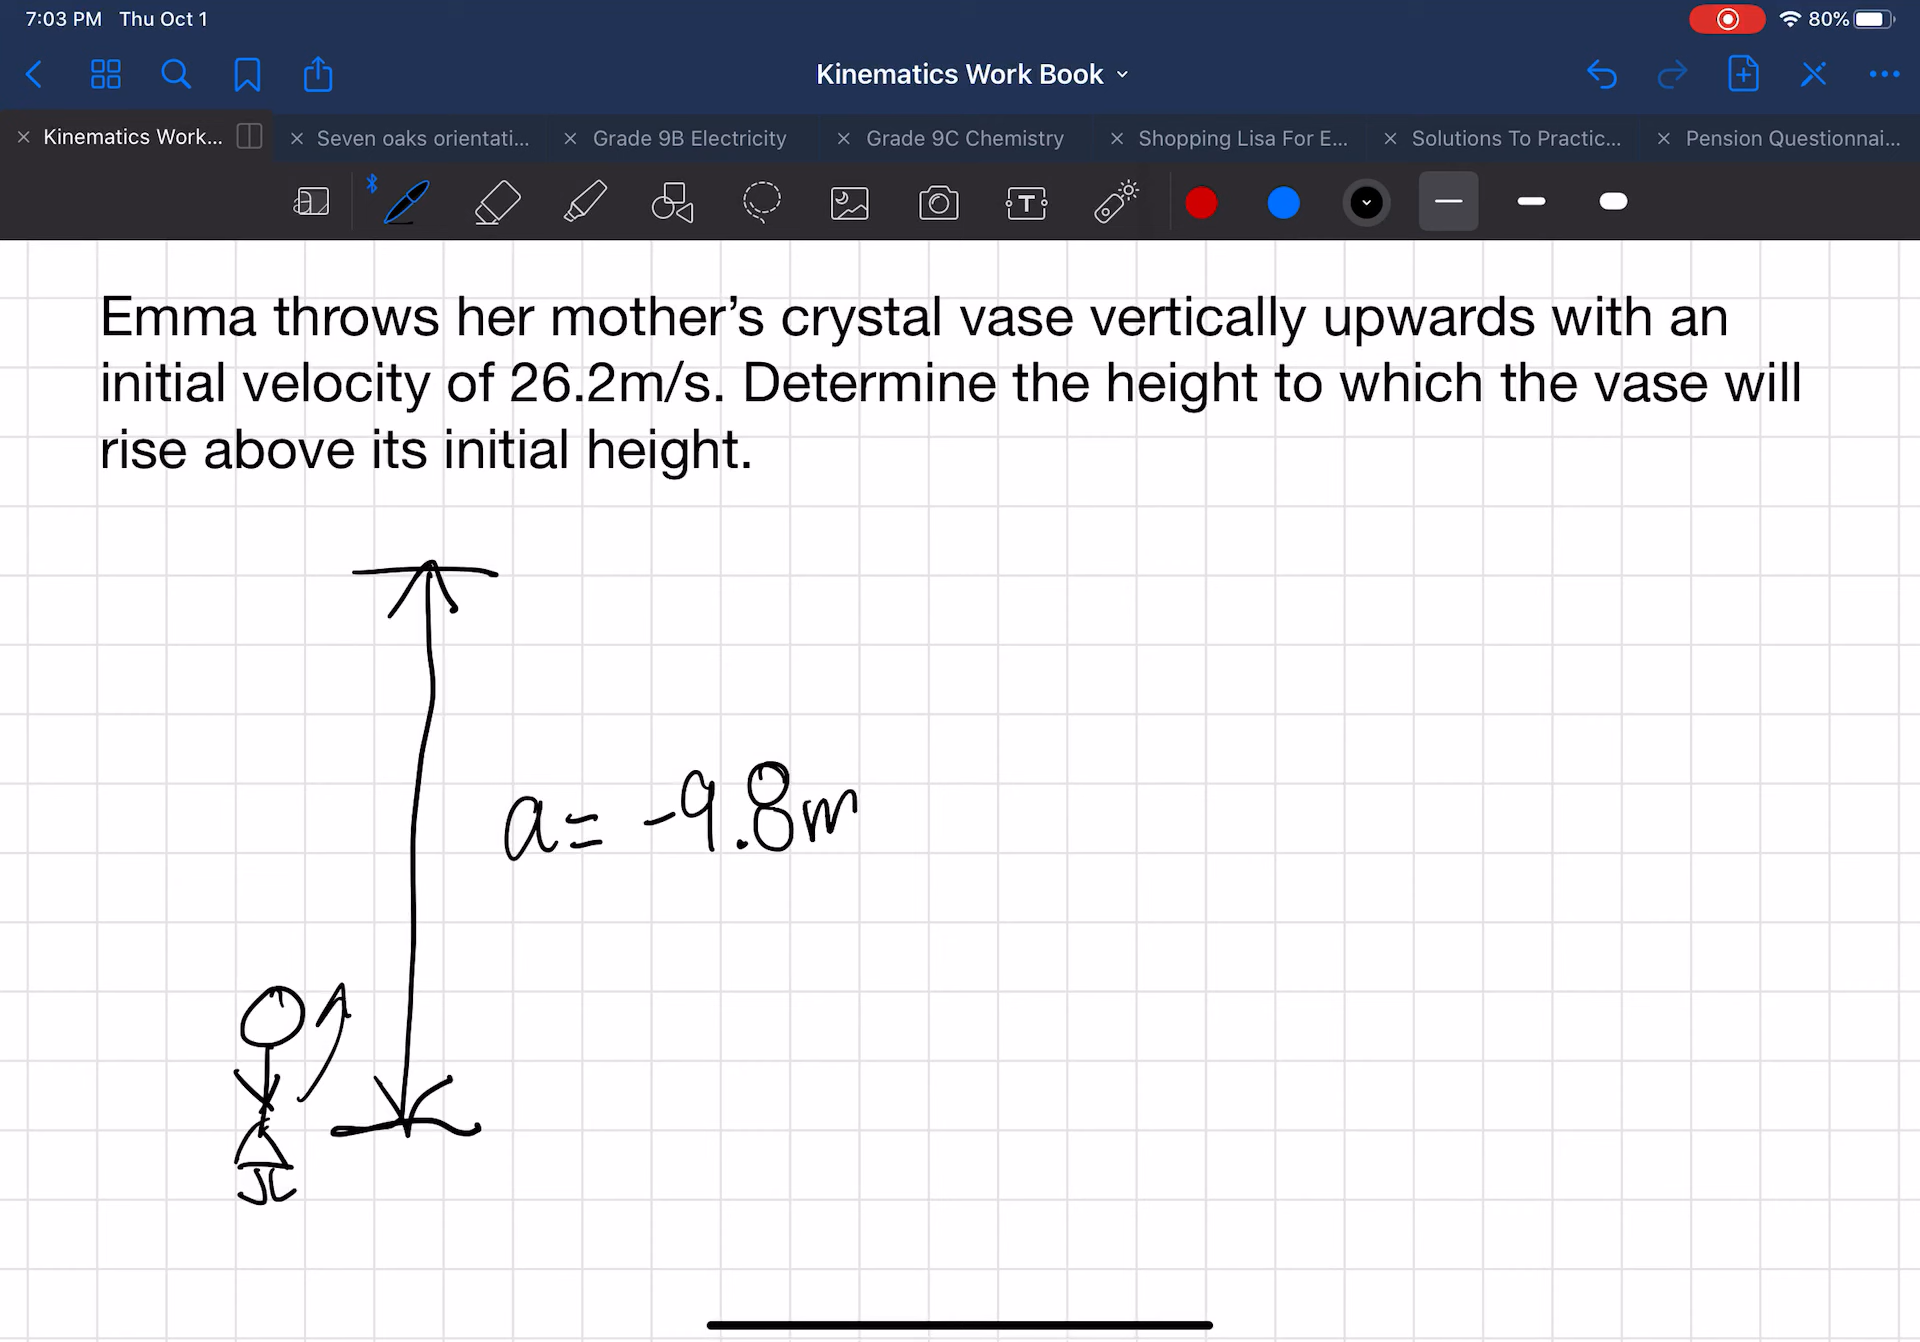 7:03 PM Thu Oct 1
80%
Kinematics Work Book
Kinematics Work...
Seven oaks orientati...
Grade 9B Electricity
Grade 9C Chemistry
Shopping Lisa For E...
Solutions To Practic...
Pension Questionnai...
Emma throws her mother's crystal vase vertically upwards with an
initial velocity of 26.2m/s. Determine the height to which the vase will
rise above its initial height.
a = -9.8m